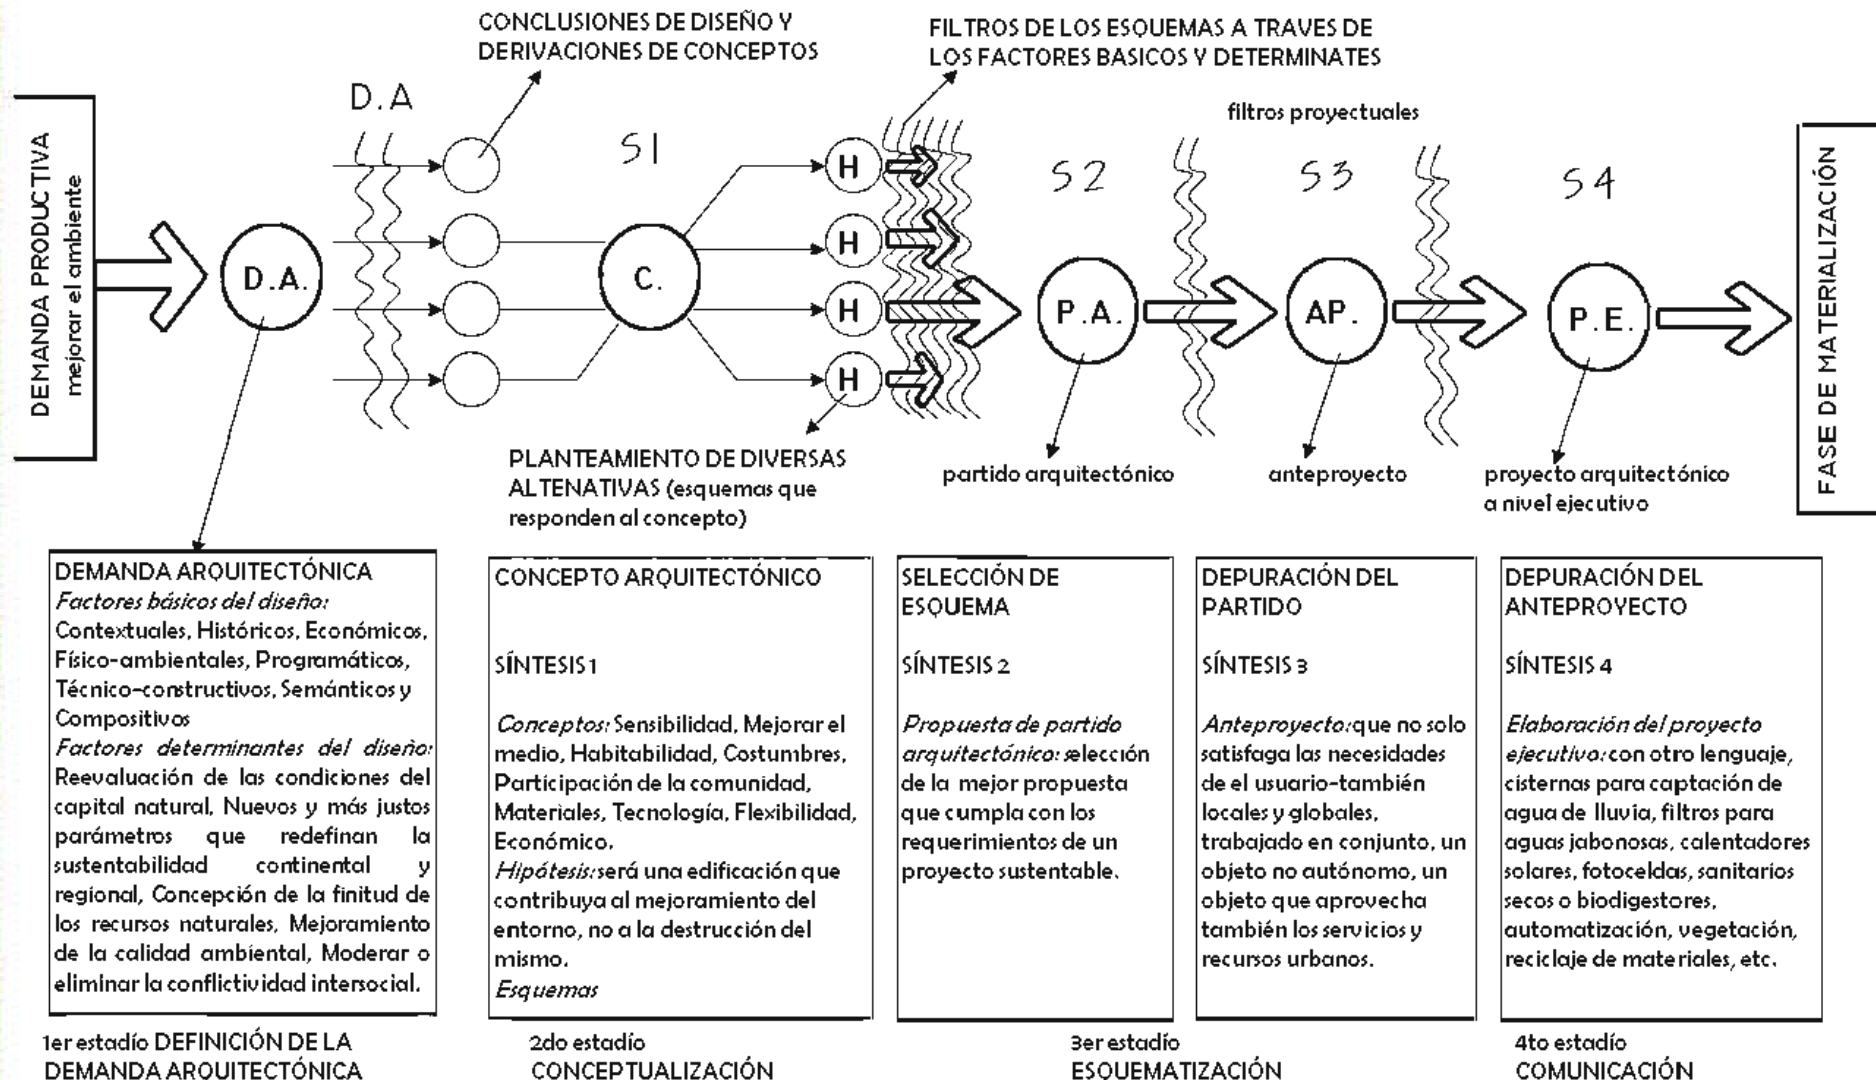 CONCLUSIONES DE DISEÑO Y
DERIVACIONES DE CONCEPTOS
FILTROS DE LOS ESQUEMAS A TRAVES DE
LOS FACTORES BASICOS Y DETERMINATES
filtros proyectuales
DEMANDA PRODUCTIVA
mejorar el ambiente
D.A
S1
S2
S3
S4
D.A.
C.
H
H
H
H
P.A.
AP.
P.E.
FASE DE MATERIALIZACIÓN
PLANTEAMIENTO DE DIVERSAS
ALTENATIVAS (esquemas que
responden al concepto)
partido arquitectónico
anteproyecto
proyecto arquitectónico
a nivel ejecutivo
DEMANDA ARQUITECTÓNICA
Factores básicos del diseño:
Contextuales, Históricos, Económicos,
Físico-ambientales, Programáticos,
Técnico-constructivos, Semánticos y
Compositivos
Factores determinantes del diseño:
Reevaluación de las condiciones del
capital natural, Nuevos y más justos
parámetros que redefinan la
sustentabilidad continental y
regional, Concepción de la finitud de
los recursos naturales, Mejoramiento
de la calidad ambiental, Moderar o
eliminar la conflictividad intersocial.
CONCEPTO ARQUITECTÓNICO
SÍNTESIS 1
Conceptos: Sensibilidad, Mejorar el
medio, Habitabilidad, Costumbres,
Participación de la comunidad,
Materiales, Tecnología, Flexibilidad,
Económico.
Hipótesis: será una edificación que
contribuya al mejoramiento del
entorno, no a la destrucción del
mismo.
Esquemas
SELECCIÓN DE
ESQUEMA
SÍNTESIS 2
Propuesta de partido
arquitectónico: selección
de la mejor propuesta
que cumpla con los
requerimientos de un
proyecto sustentable.
DEPURACIÓN DEL
PARTIDO
SÍNTESIS 3
Anteproyecto: que no solo
satisfaga las necesidades
de el usuario-también
locales y globales,
trabajado en conjunto, un
objeto no autónomo, un
objeto que aprovecha
también los servicios y
recursos urbanos.
DEPURACIÓN DEL
ANTEPROYECTO
SÍNTESIS 4
Elaboración del proyecto
ejecutivo: con otro lenguaje,
cisternas para captación de
agua de lluvia, filtros para
aguas jabonosas, calentadores
solares, fotoceldas, sanitarios
secos o biodigestores,
automatización, vegetación,
reciclaje de materiales, etc.
1er estadío DEFINICIÓN DE LA
DEMANDA ARQUITECTÓNICA
2do estadío
CONCEPTUALIZACIÓN
3er estadío
ESQUEMATIZACIÓN
4to estadío
COMUNICACIÓN